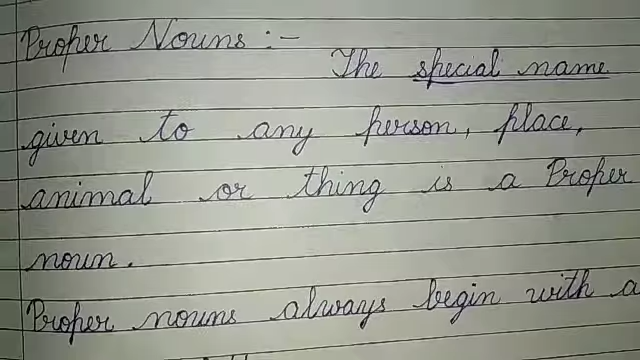 Proper Nouns :-
The special name
given to any person, place,
animal or thing is a Proper
noun.
Proper nouns always begin with a